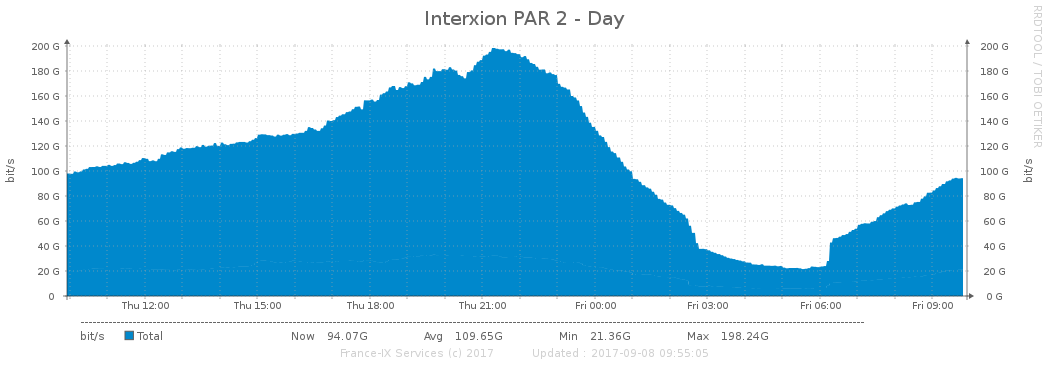 Interxion PAR 2 - Day
RRDTOOL / TOBI OETIKER
200 G 200 G
180 G 180 G
160 G 160 G
140 G 140 G
120 G 120 G
100 G 100 G
80 G 80 G
60 G 60 G
40 G 40 G
20 G 20 G
0 0 G
bit/s bit/s
Thu 12:00 Thu 15:00 Thu 18:00 Thu 21:00 Fri 00:00 Fri 03:00 Fri 06:00 Fri 09:00
bit/s Total Now 94.07G Avg 109.65G Min 21.36G Max 198.24G
France-IX Services (c) 2017 Updated : 2017-09-08 09:55:05